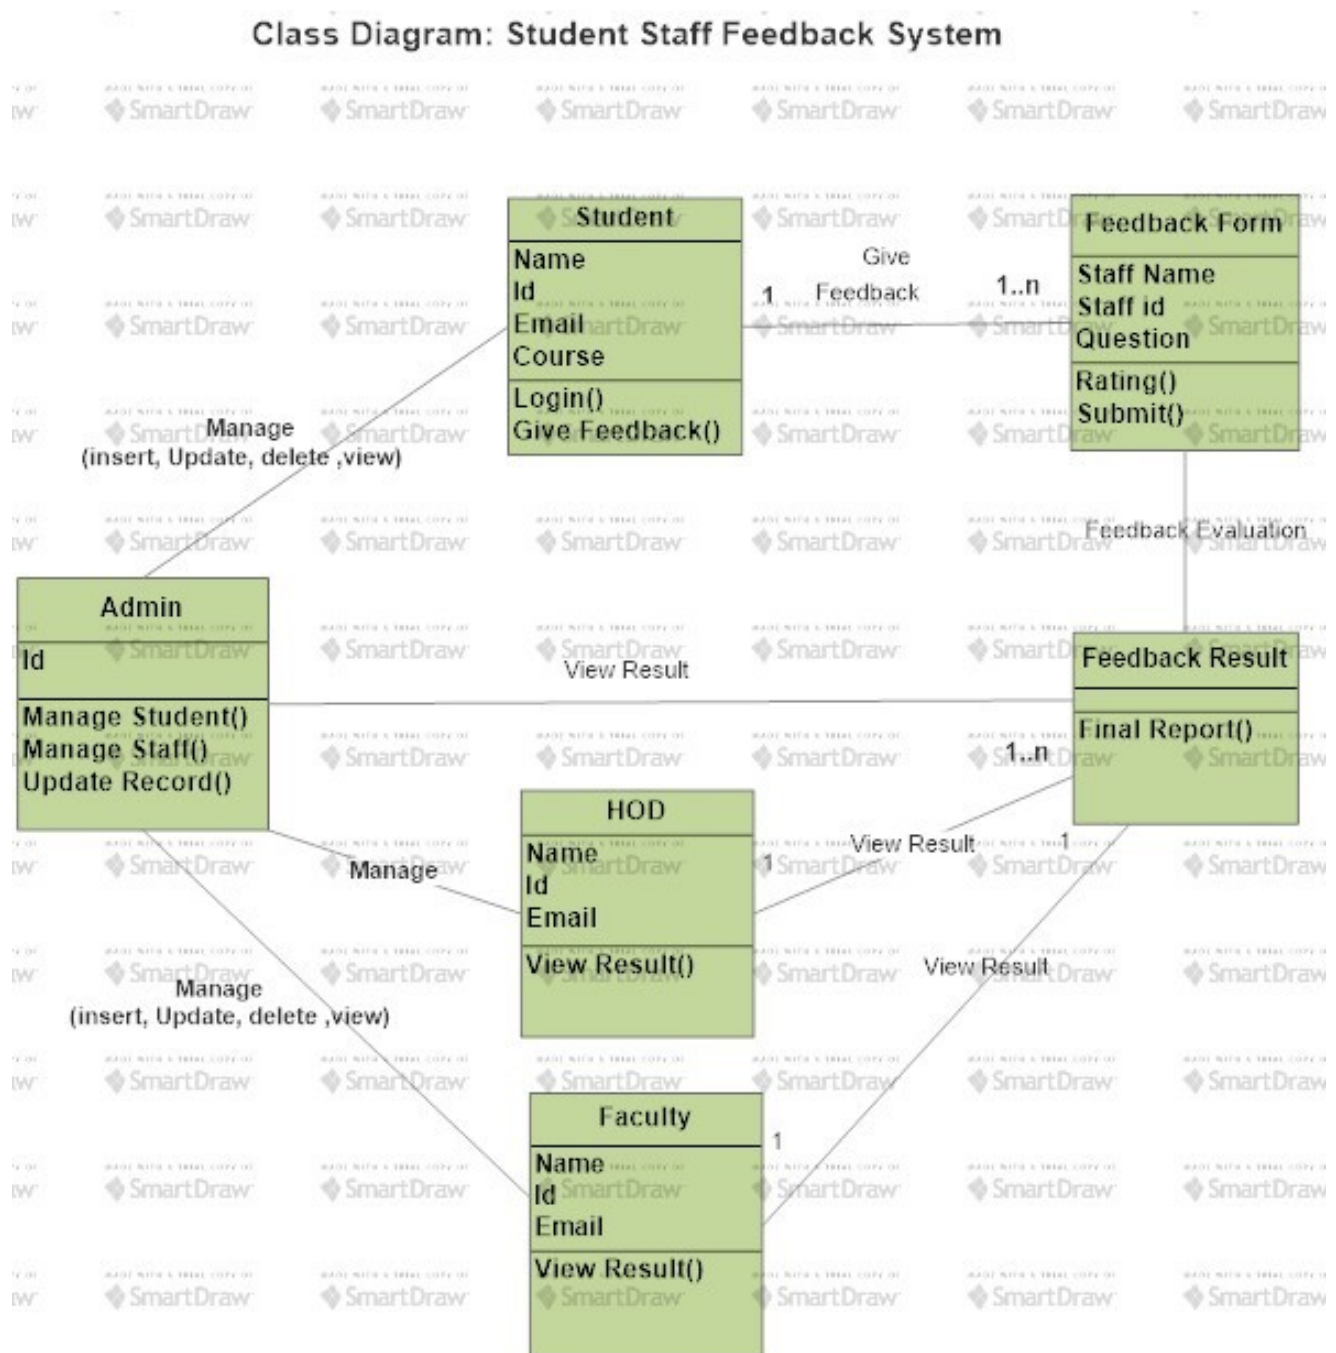 Class Diagram: Student Staff Feedback System
Student
Name
Id
Email
Course
Login()
Give Feedback()
1
Give
Feedback
1..n
Feedback Form
Staff Name
Staff id
Question
Rating()
Submit()
Manage
(insert, Update, delete ,view)
Feedback Evaluation
Admin
Id
Manage Student()
Manage Staff()
Update Record()
View Result
Feedback Result
Final Report()
1..n
HOD
Name
Id
Email
View Result()
Manage
1
View Result
1
Manage
(insert, Update, delete ,view)
View Result
Faculty
Name
Id
Email
View Result()
1
SmartDraw